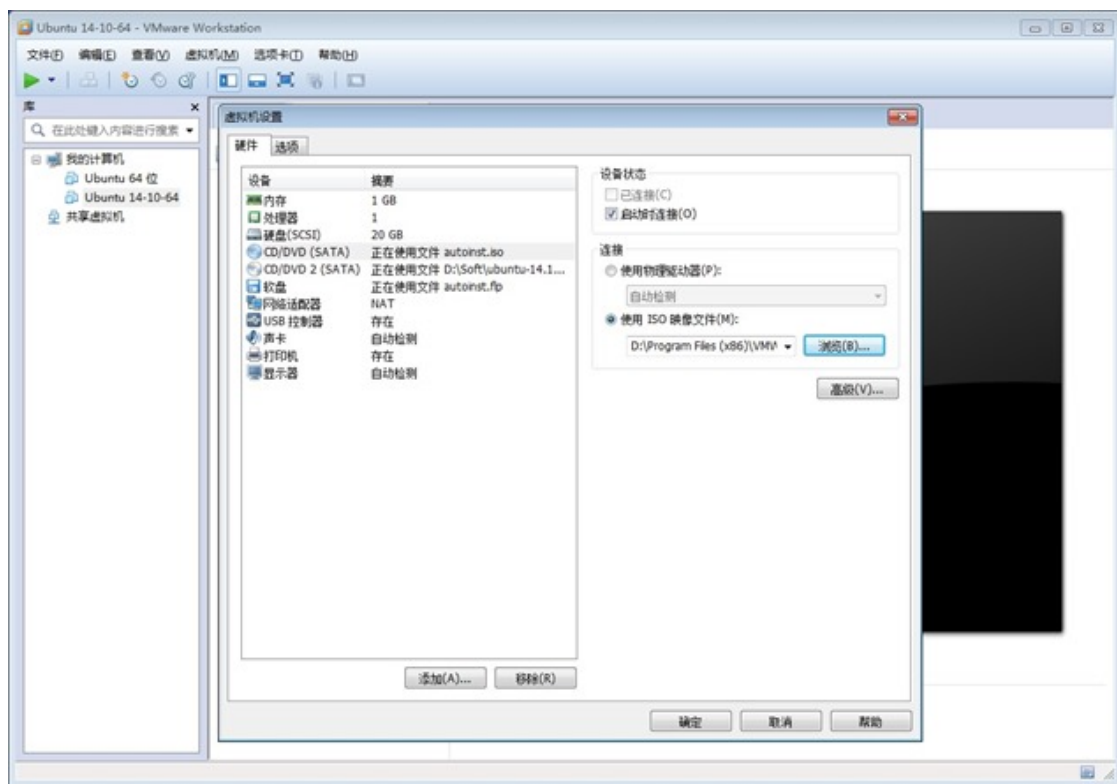 Ubuntu 14-10-64 - VMware Workstation
文件(F) 编辑(E) 查看(V) 虚拟机(M) 选项卡(T) 帮助(H)
库
在此处键入内容进行搜索
我的计算机
Ubuntu 64 位
Ubuntu 14-10-64
共享虚拟机
虚拟机设置
硬件 选项
设备 摘要
内存 1 GB
处理器 1
硬盘(SCSI) 20 GB
CD/DVD (SATA) 正在使用文件 autoinst.iso
CD/DVD 2 (SATA) 正在使用文件 D:\Soft\ubuntu-14.1...
软盘 正在使用文件 autoinst.flp
网络适配器 NAT
USB 控制器 存在
声卡 自动检测
打印机 存在
显示器 自动检测
添加(A)... 移除(R)
设备状态
已连接(C)
启动时连接(O)
连接
使用物理驱动器(P):
自动检测
使用 ISO 映像文件(M):
D:\Program Files (x86)\VMW 浏览(B)...
高级(V)...
确定 取消 帮助